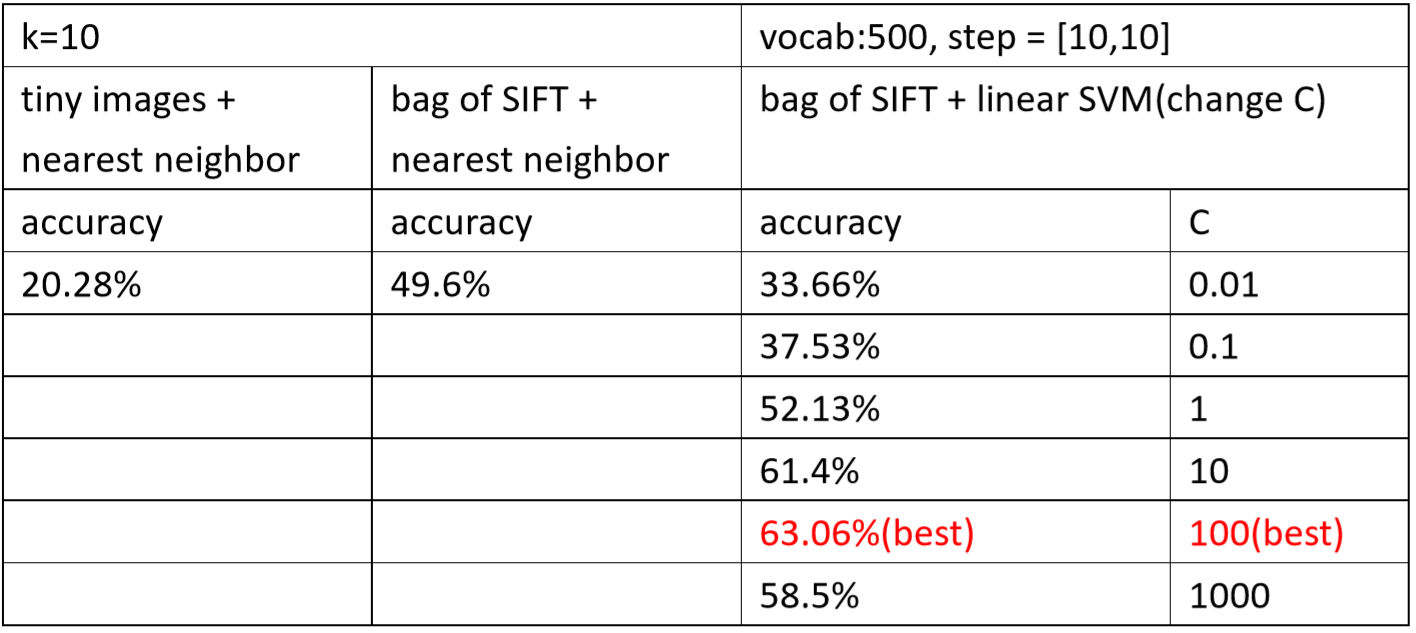 k=10 vocab:500, step = [10,10]
tiny images + bag of SIFT + bag of SIFT + linear SVM(change C)
nearest neighbor nearest neighbor
accuracy accuracy accuracy C
20.28% 49.6% 33.66% 0.01
37.53% 0.1
52.13% 1
61.4% 10
63.06%(best) 100(best)
58.5% 1000